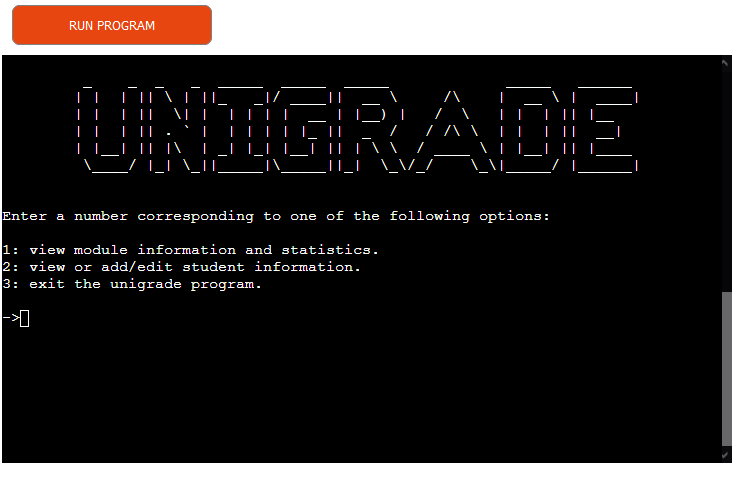 RUN PROGRAM
UNIGRADE
Enter a number corresponding to one of the following options:
1: view module information and statistics.
2: view or add/edit student information.
3: exit the unigrade program.
->